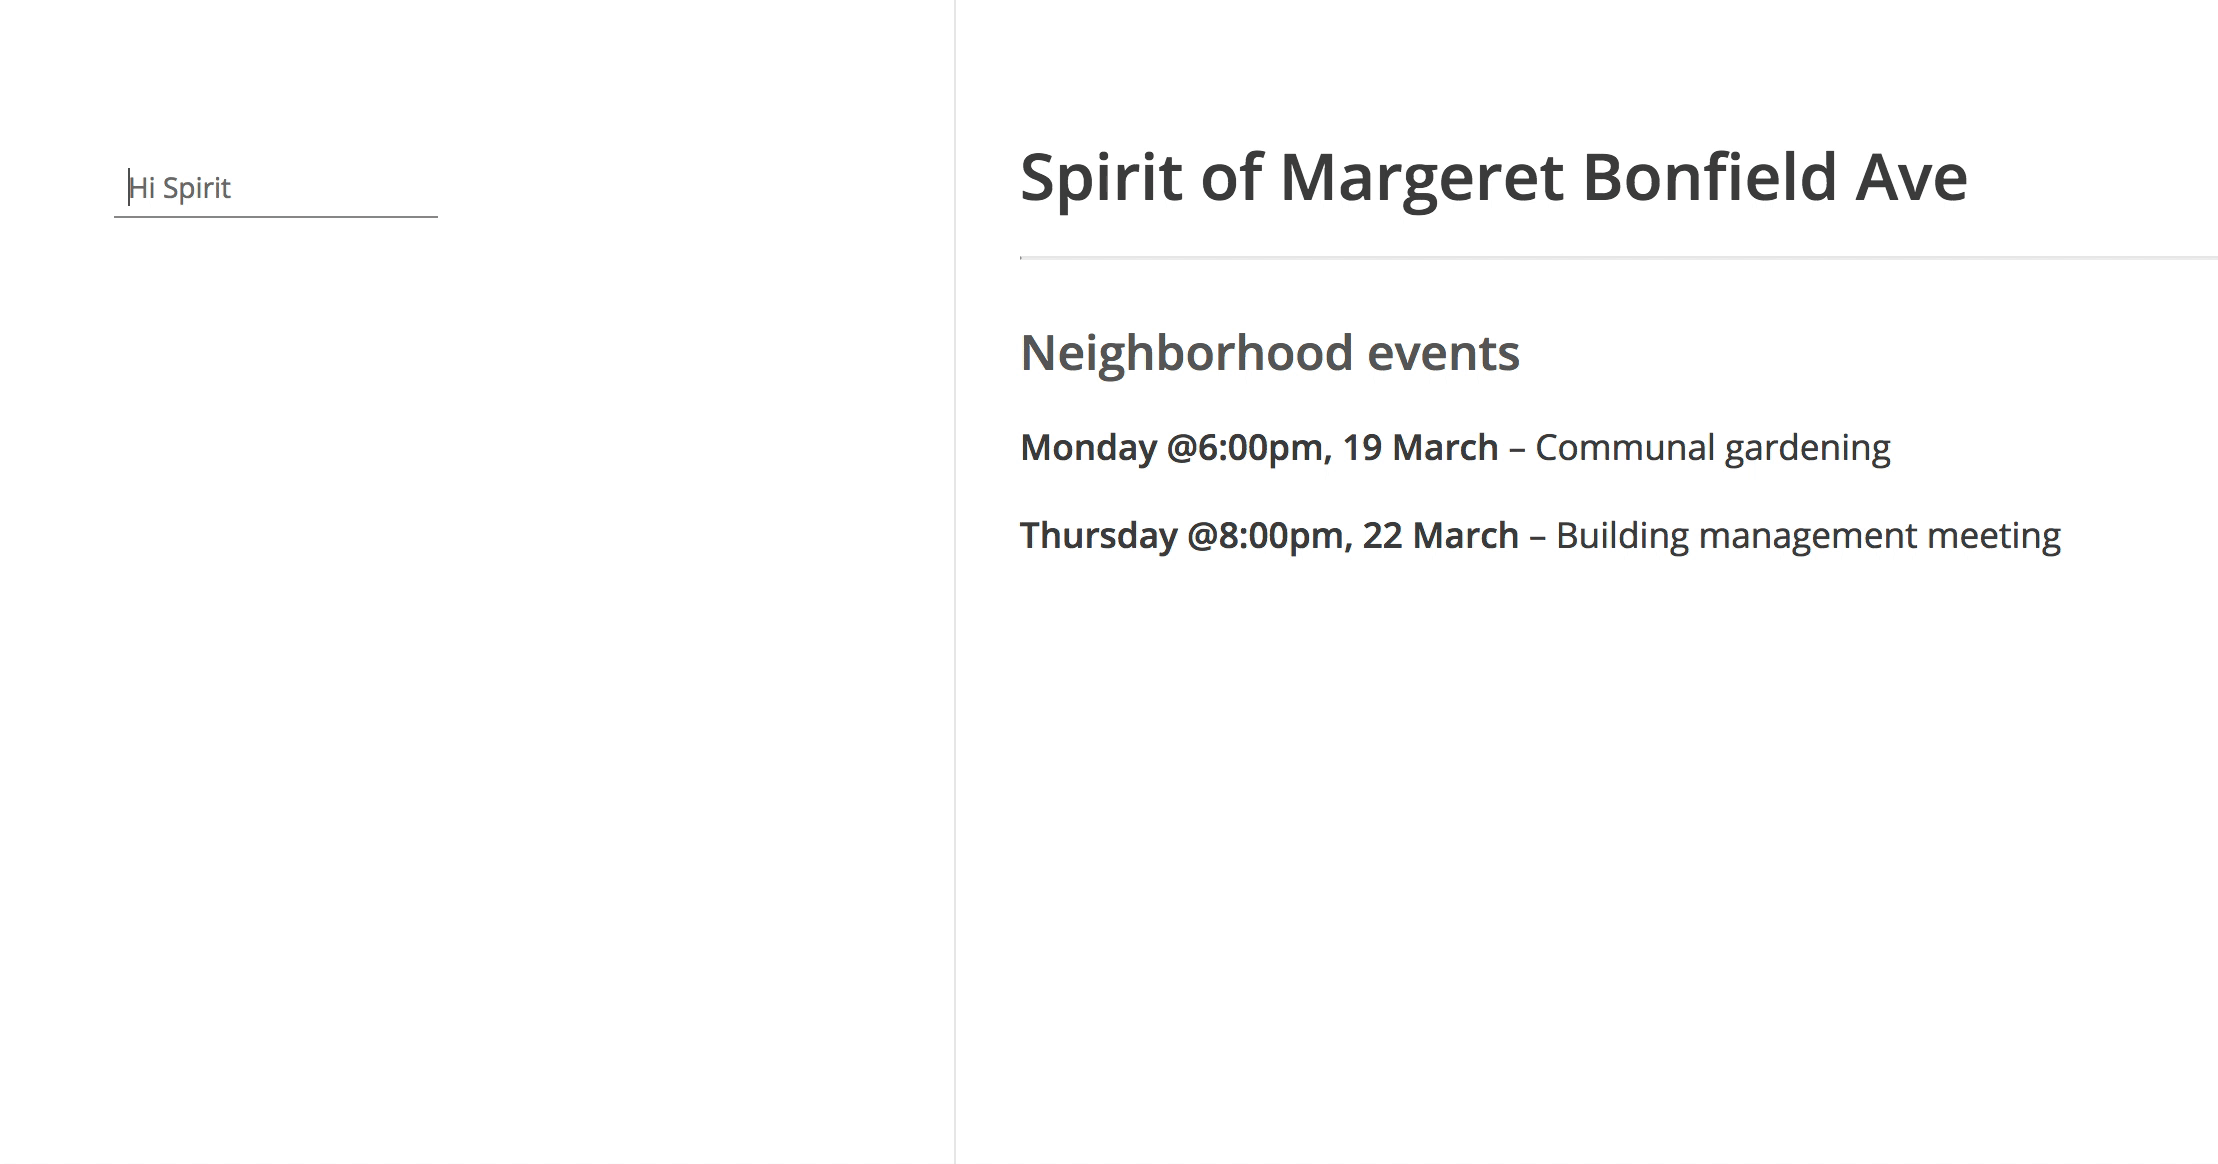 Hi Spirit
Spirit of Margeret Bonfield Ave
Neighborhood events
Monday @6:00pm, 19 March – Communal gardening
Thursday @8:00pm, 22 March – Building management meeting